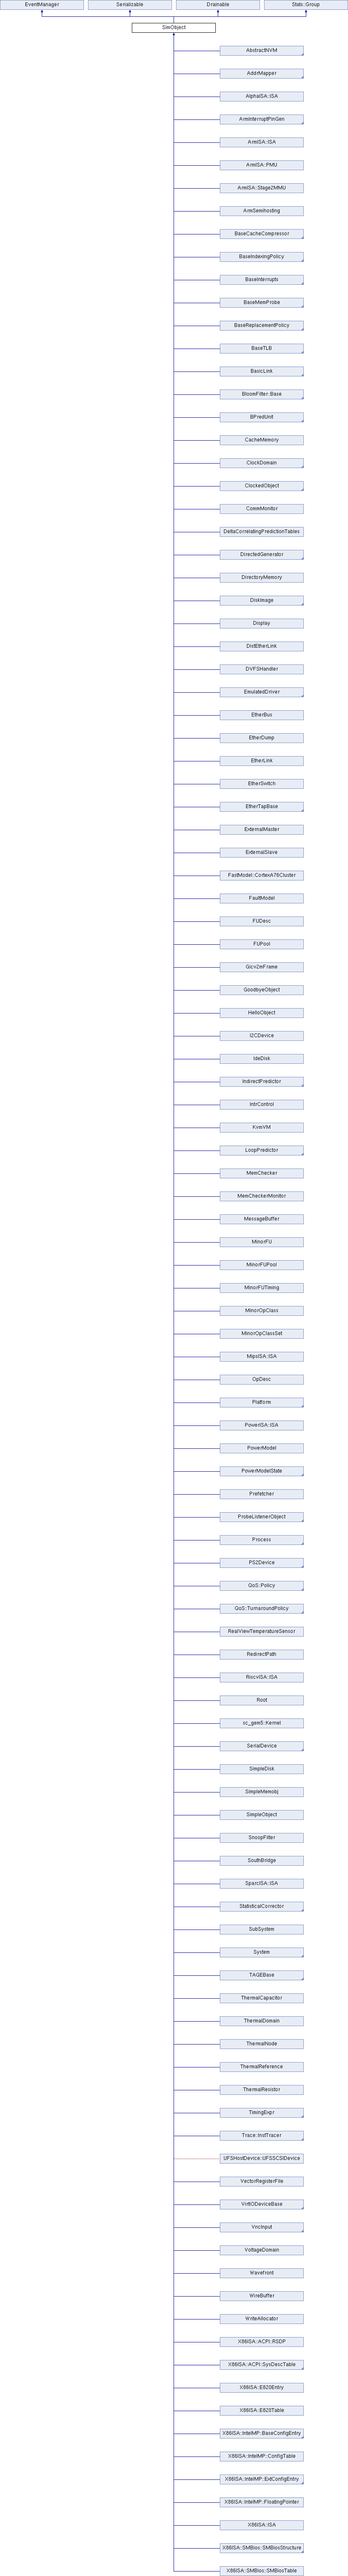 EventManager
Serializable
Drainable
Stats::Group
SimObject
AbstractNVM
AddrMapper
AlphaISA::ISA
ArmInterruptPinGen
ArmISA::ISA
ArmISA::PMU
ArmISA::Stage2MMU
ArmSemihosting
BaseCacheCompressor
BaseIndexingPolicy
BaseInterrupts
BaseMemProbe
BaseReplacementPolicy
BaseTLB
BasicLink
BloomFilter::Base
BPredUnit
CacheMemory
ClockDomain
ClockedObject
CommMonitor
DeltaCorrelatingPredictionTables
DirectedGenerator
DirectoryMemory
DiskImage
Display
DistEtherLink
DVFSHandler
EmulatedDriver
EtherBus
EtherDump
EtherLink
EtherSwitch
EtherTapBase
ExternalMaster
ExternalSlave
FastModel::CortexA76Cluster
FaultModel
FUDesc
FUPool
Gicv2mFrame
GoodbyeObject
HelloObject
I2CDevice
IdeDisk
IndirectPredictor
IntrControl
KvmVM
LoopPredictor
MemChecker
MemCheckerMonitor
MessageBuffer
MinorFU
MinorFUPool
MinorFUTiming
MinorOpClass
MinorOpClassSet
MipsISA::ISA
OpDesc
Platform
PowerISA::ISA
PowerModel
PowerModelState
Prefetcher
ProbeListenerObject
Process
PS2Device
QoS::Policy
QoS::TurnaroundPolicy
RealViewTemperatureSensor
RedirectPath
RiscvISA::ISA
Root
sc_gem5::Kernel
SerialDevice
SimpleDisk
SimpleMemobj
SimpleObject
SnoopFilter
SouthBridge
SparcISA::ISA
StatisticalCorrector
SubSystem
System
TAGEBase
ThermalCapacitor
ThermalDomain
ThermalNode
ThermalReference
ThermalResistor
TimingExpr
Trace::InstTracer
UFSHostDevice::UFSSCSIDevice
VectorRegisterFile
VirtIODeviceBase
VncInput
VoltageDomain
Wavefront
WireBuffer
WriteAllocator
X86ISA::ACPI::RSDP
X86ISA::ACPI::SysDescTable
X86ISA::E820Entry
X86ISA::E820Table
X86ISA::IntelMP::BaseConfigEntry
X86ISA::IntelMP::ConfigTable
X86ISA::IntelMP::ExtConfigEntry
X86ISA::IntelMP::FloatingPointer
X86ISA::ISA
X86ISA::SMBios::SMBiosStructure
X86ISA::SMBios::SMBiosTable